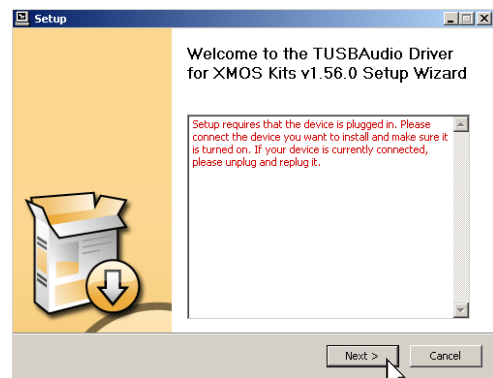 Setup
Welcome to the TUSBAudio Driver
for XMOS Kits v1.56.0 Setup Wizard
Setup requires that the device is plugged in. Please
connect the device you want to install and make sure it
is turned on. If your device is currently connected,
please unplug and replug it.
Next >
Cancel